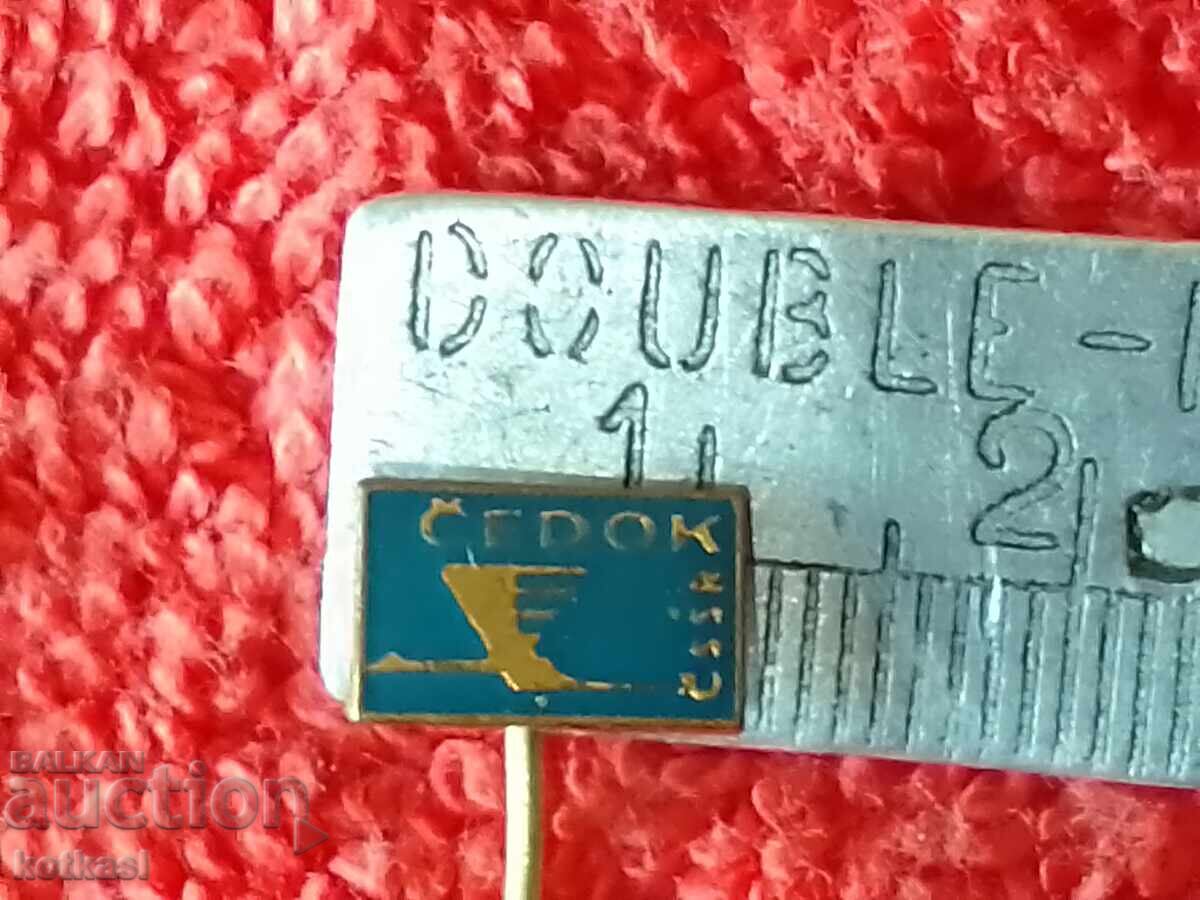 DOUBLE-
1 2
ČEDOK
ČSSR
BALKAN
auction
kotkasl